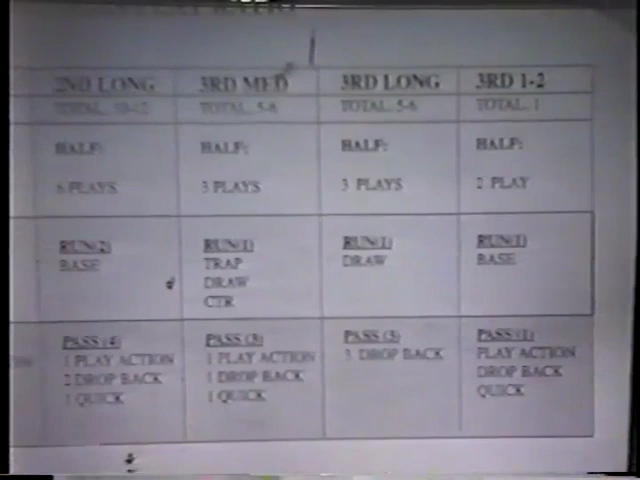 2ND LONG 3RD MED 3RD LONG 3RD 1-2
TOTAL 10-12 TOTAL 5-6 TOTAL 5-6 TOTAL 1
HALF: HALF: HALF: HALF:
6 PLAYS 3 PLAYS 3 PLAYS 2 PLAY
RUN(2) RUN(1) RUN(1) RUN(1)
BASE TRAP DRAW BASE
DRAW
CTR
PASS (4) PASS (3) PASS (3) PASS (1)
1 PLAY ACTION 1 PLAY ACTION 3 DROP BACK PLAY ACTION
2 DROP BACK 1 DROP BACK DROP BACK
1 QUICK 1 QUICK QUICK